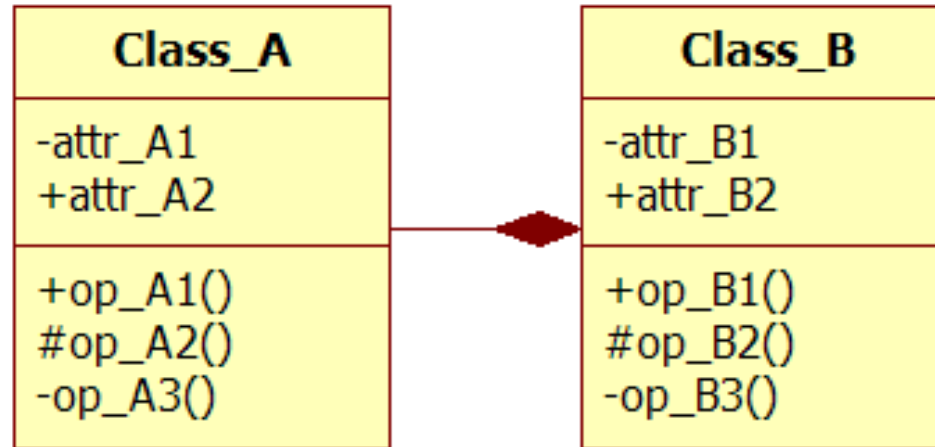 Class_A
-attr_A1
+attr_A2
+op_A1()
#op_A2()
-op_A3()
Class_B
-attr_B1
+attr_B2
+op_B1()
#op_B2()
-op_B3()